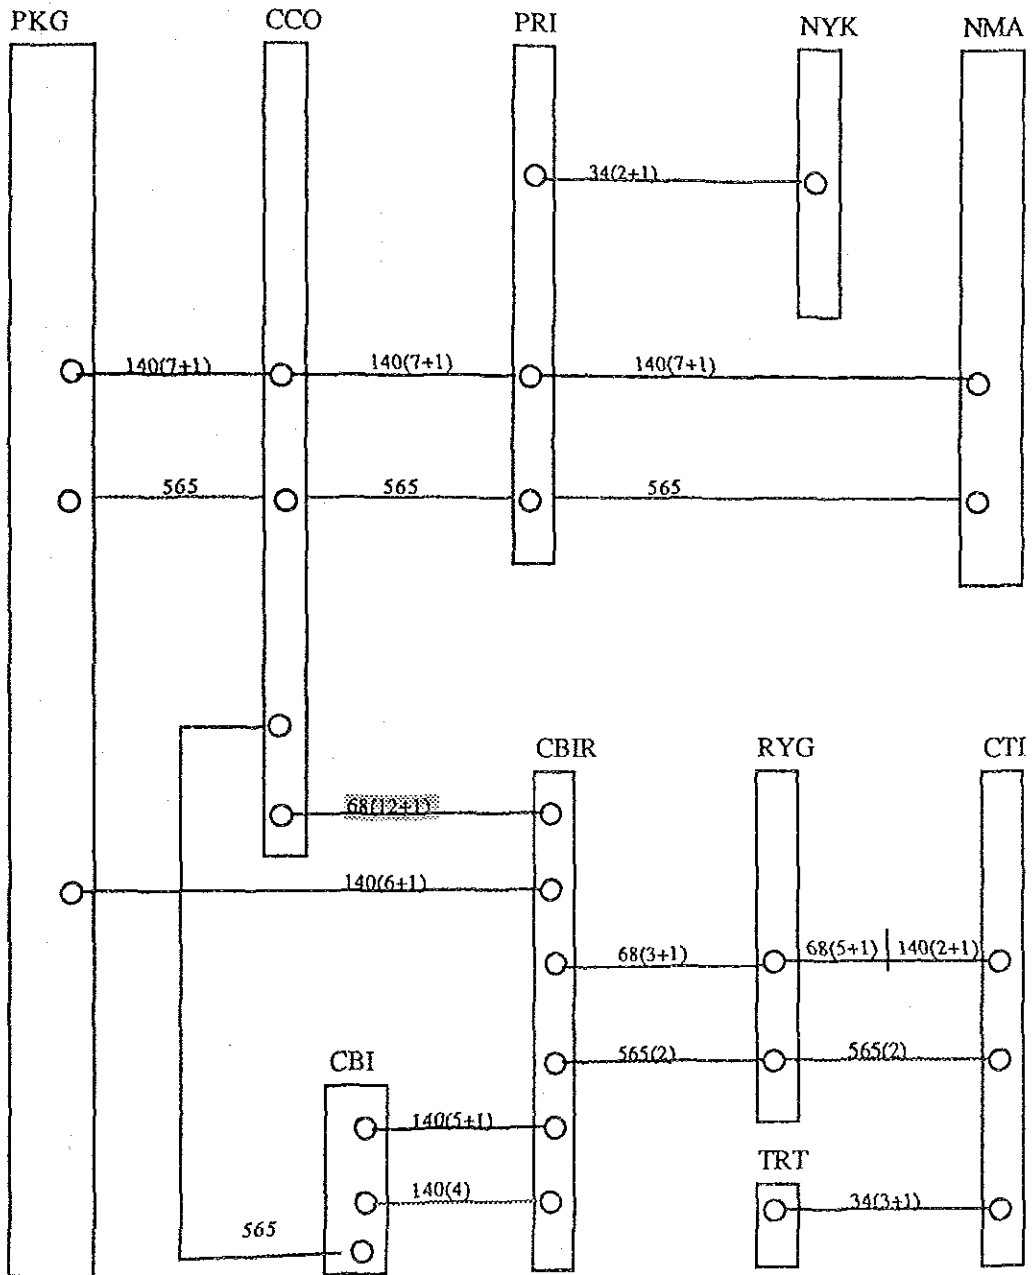 PKG CCO PRI NYK NMA
34(2+1)
140(7+1) 140(7+1) 140(7+1)
565 565 565
CBIR RYG CTI
68(12+1)
140(6+1)
68(3+1) 68(5+1) 140(2+1)
565(2) 565(2)
CBI
140(5+1)
TRT
140(4)
34(3+1)
565